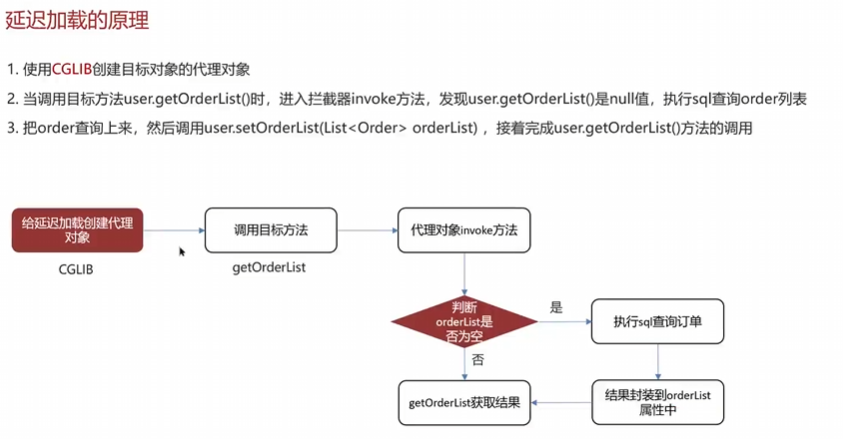 延迟加载的原理
1. 使用CGLIB创建目标对象的代理对象
2. 当调用目标方法user.getOrderList()时，进入拦截器invoke方法，发现user.getOrderList()是null值，执行sql查询order列表
3. 把order查询上来，然后调用user.setOrderList(List<Order> orderList) ，接着完成user.getOrderList()方法的调用
给延迟加载创建代理
对象
CGLIB
调用目标方法
getOrderList
代理对象invoke方法
判断
orderList是
否为空
是
执行sql查询订单
否
结果封装到orderList
属性中
getOrderList获取结果